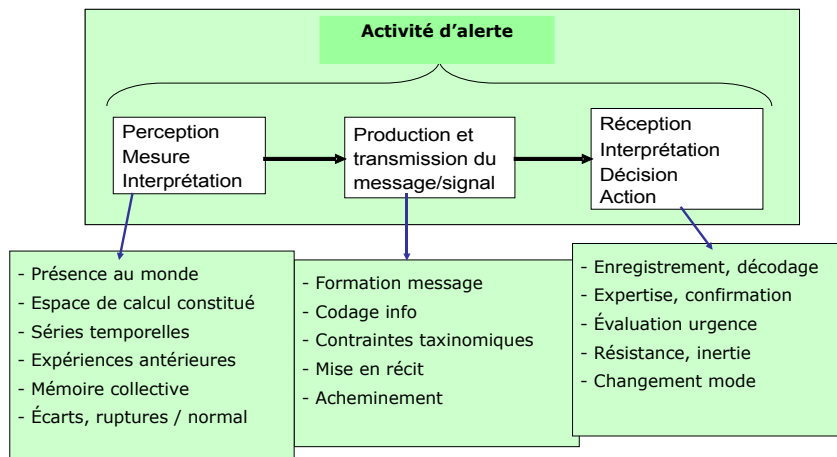 Activité d'alerte
Perception
Mesure
Interprétation
Production et
transmission du
message/signal
Réception
Interprétation
Décision
Action
- Présence au monde
- Espace de calcul constitué
- Séries temporelles
- Expériences antérieures
- Mémoire collective
- Écarts, ruptures / normal
- Formation message
- Codage info
- Contraintes taxinomiques
- Mise en récit
- Acheminement
- Enregistrement, décodage
- Expertise, confirmation
- Évaluation urgence
- Résistance, inertie
- Changement mode